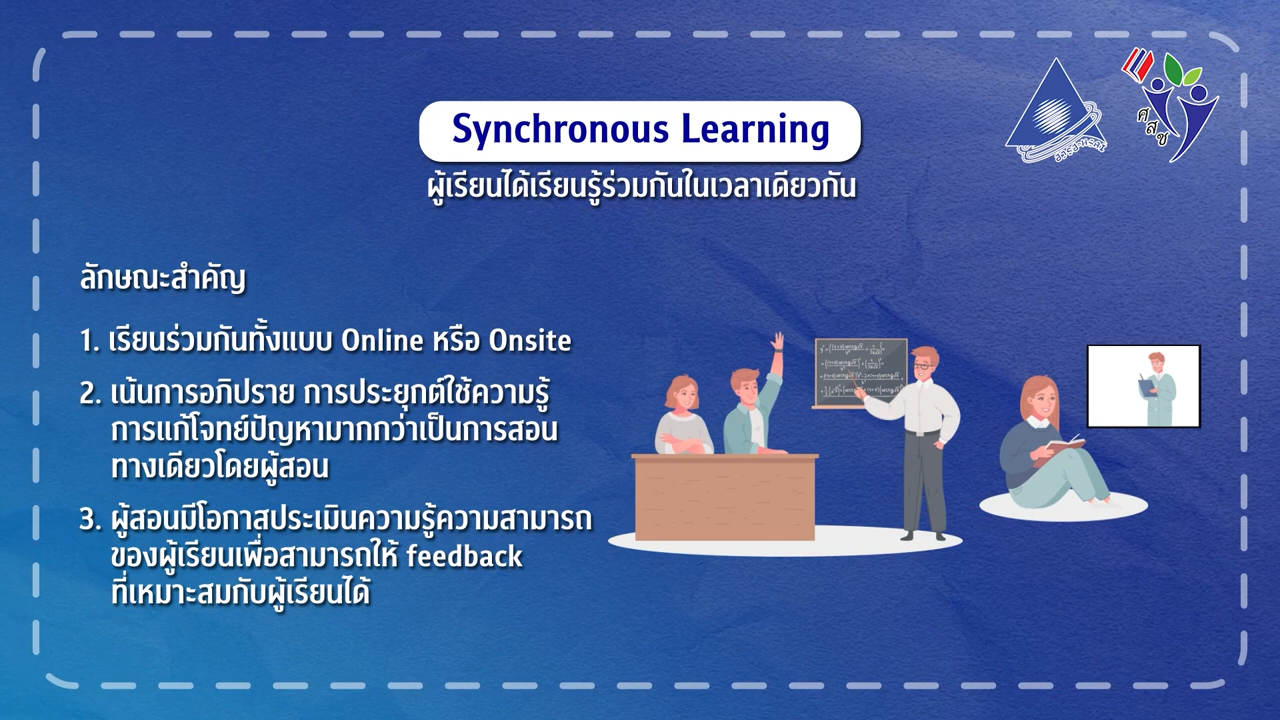 Synchronous Learning
ผู้เรียนได้เรียนรู้ร่วมกันในเวลาเดียวกัน
ศสช
ลักษณะสำคัญ
1. เรียนร่วมกันทั้งแบบ Online หรือ Onsite
2. เน้นการอภิปราย การประยุกต์ใช้ความรู้
การแก้โจทย์ปัญหามากกว่าเป็นการสอน
ทางเดียวโดยผู้สอน
3. ผู้สอนมีโอกาสประเมินความรู้ความสามารถ
ของผู้เรียนเพื่อสามารถให้ feedback
ที่เหมาะสมกับผู้เรียนได้